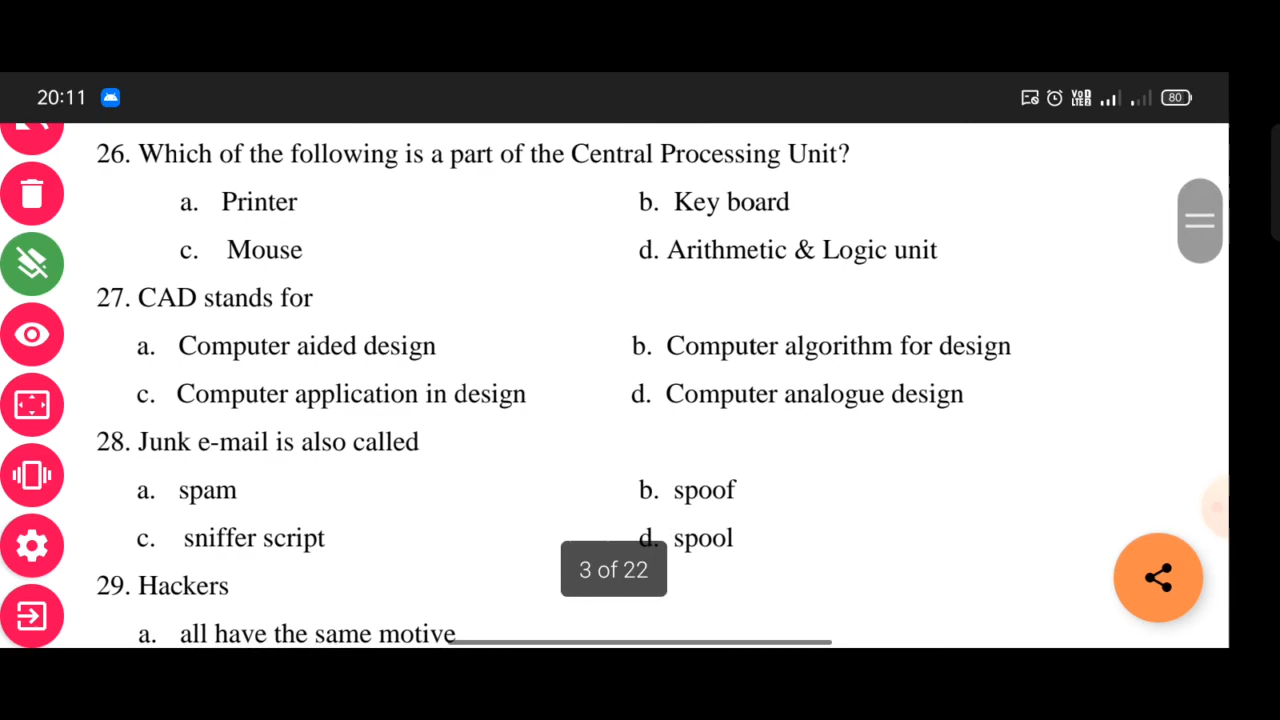 20:11 VoD LTE 80
26. Which of the following is a part of the Central Processing Unit?
a. Printer b. Key board
c. Mouse d. Arithmetic & Logic unit
27. CAD stands for
a. Computer aided design b. Computer algorithm for design
c. Computer application in design d. Computer analogue design
28. Junk e-mail is also called
a. spam b. spoof
c. sniffer script d. spool
3 of 22
29. Hackers
a. all have the same motive